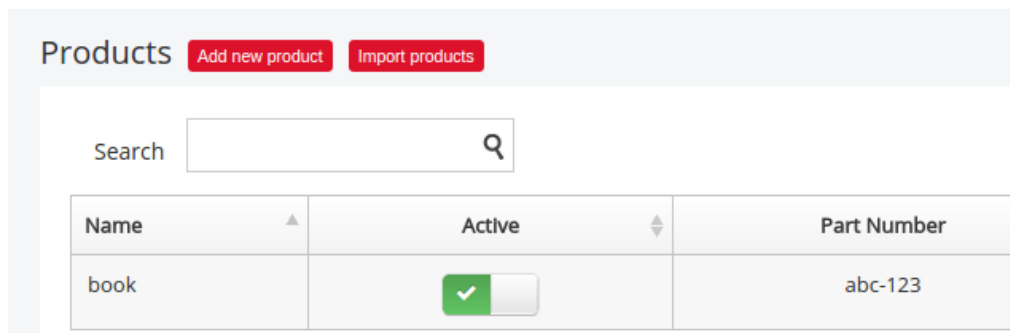 Products Add new product Import products
Search
Name Active Part Number
book abc-123